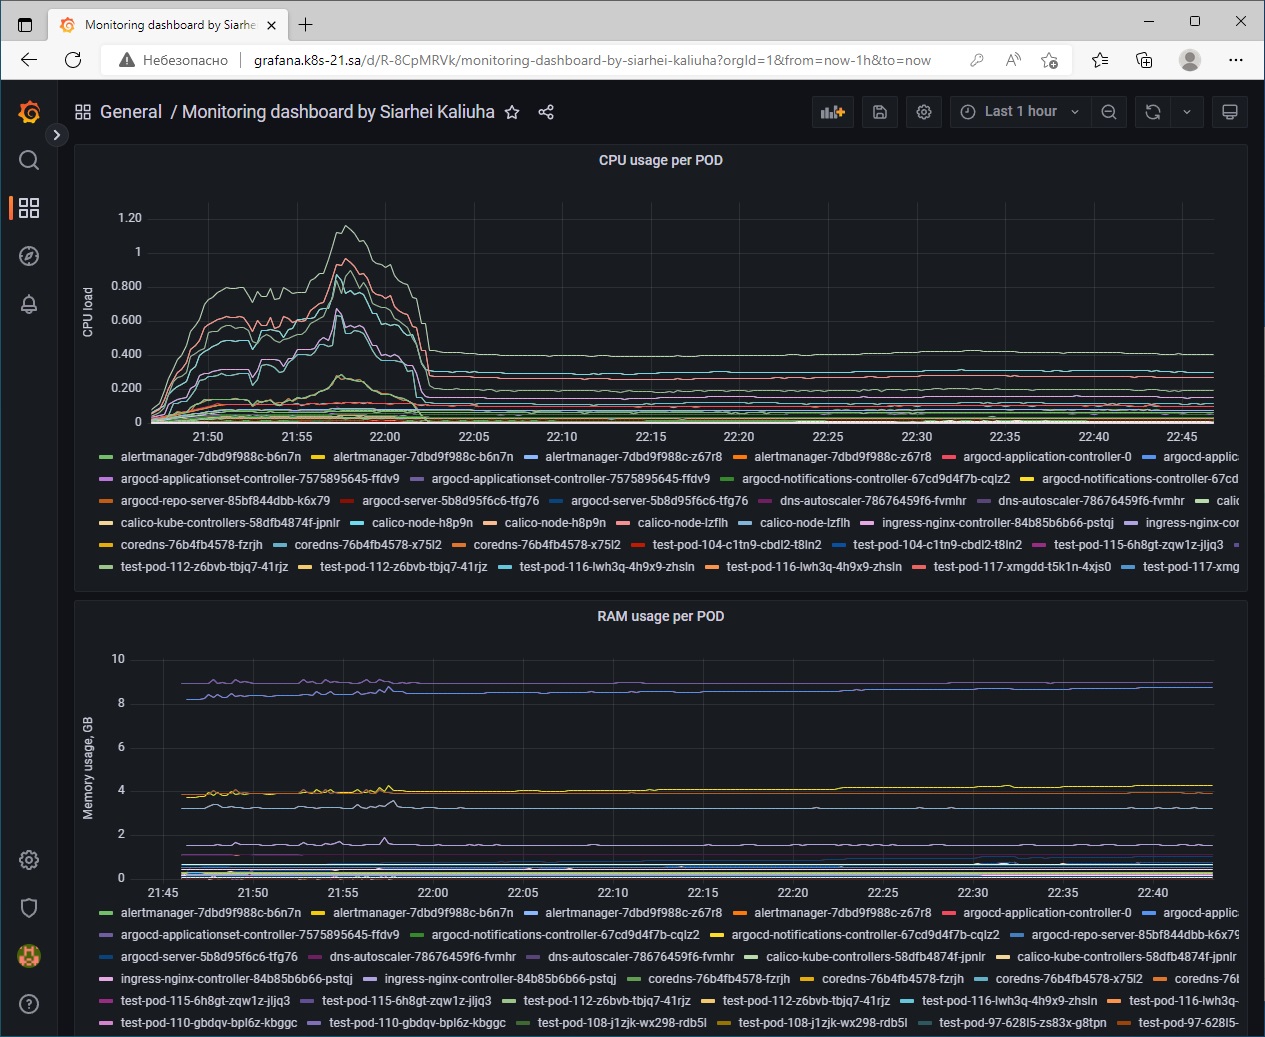 Monitoring dashboard by Siarhe
Небезопасно
grafana.k8s-21.sa/d/R-8CpMRVk/monitoring-dashboard-by-siarhei-kaliuha?orgId=1&from=now-1h&to=now
General / Monitoring dashboard by Siarhei Kaliuha
Last 1 hour
CPU usage per POD
CPU load
1.20
1
0.800
0.600
0.400
0.200
0
21:50 21:55 22:00 22:05 22:10 22:15 22:20 22:25 22:30 22:35 22:40 22:45
alertmanager-7dbd9f988c-b6n7n alertmanager-7dbd9f988c-b6n7n alertmanager-7dbd9f988c-z67r8 alertmanager-7dbd9f988c-z67r8 argocd-application-controller-0 argocd-applic
argocd-applicationset-controller-7575895645-ffdv9 argocd-applicationset-controller-7575895645-ffdv9 argocd-notifications-controller-67cd9d4f7b-cqlz2 argocd-notifications-controller-67cd
argocd-repo-server-85bf844dbb-k6x79 argocd-server-5b8d95f6c6-tfg76 argocd-server-5b8d95f6c6-tfg76 dns-autoscaler-78676459f6-fvmhr dns-autoscaler-78676459f6-fvmhr calic
calico-kube-controllers-58dfb4874f-jpnlr calico-node-h8p9n calico-node-h8p9n calico-node-lzflh calico-node-lzflh ingress-nginx-controller-84b85b6b66-pstqj ingress-nginx-cor
coredns-76b4fb4578-fzrjh coredns-76b4fb4578-x75l2 coredns-76b4fb4578-x75l2 test-pod-104-c1tn9-cbdl2-t8ln2 test-pod-104-c1tn9-cbdl2-t8ln2 test-pod-115-6h8gt-zqw1z-jljq3
test-pod-112-z6bvb-tbjq7-41rjz test-pod-112-z6bvb-tbjq7-41rjz test-pod-116-lwh3q-4h9x9-zhsln test-pod-116-lwh3q-4h9x9-zhsln test-pod-117-xmgdd-t5k1n-4xjs0 test-pod-117-xmg
RAM usage per POD
Memory usage, GB
10
8
6
4
2
0
21:45 21:50 21:55 22:00 22:05 22:10 22:15 22:20 22:25 22:30 22:35 22:40
alertmanager-7dbd9f988c-b6n7n alertmanager-7dbd9f988c-b6n7n alertmanager-7dbd9f988c-z67r8 alertmanager-7dbd9f988c-z67r8 argocd-application-controller-0 argocd-applic
argocd-applicationset-controller-7575895645-ffdv9 argocd-notifications-controller-67cd9d4f7b-cqlz2 argocd-notifications-controller-67cd9d4f7b-cqlz2 argocd-repo-server-85bf844dbb-k6x79
argocd-server-5b8d95f6c6-tfg76 dns-autoscaler-78676459f6-fvmhr dns-autoscaler-78676459f6-fvmhr calico-kube-controllers-58dfb4874f-jpnlr calico-kube-controllers-58dfb4874f-jpnlr
ingress-nginx-controller-84b85b6b66-pstqj ingress-nginx-controller-84b85b6b66-pstqj coredns-76b4fb4578-fzrjh coredns-76b4fb4578-fzrjh coredns-76b4fb4578-x75l2 coredns-76b
test-pod-115-6h8gt-zqw1z-jljq3 test-pod-115-6h8gt-zqw1z-jljq3 test-pod-112-z6bvb-tbjq7-41rjz test-pod-112-z6bvb-tbjq7-41rjz test-pod-116-lwh3q-4h9x9-zhsln test-pod-116-lwh3q-
test-pod-110-gbdqv-bpl6z-kbggc test-pod-110-gbdqv-bpl6z-kbggc test-pod-108-j1zjk-wx298-rdb5l test-pod-108-j1zjk-wx298-rdb5l test-pod-97-628l5-zs83x-g8tpn test-pod-97-628l5-